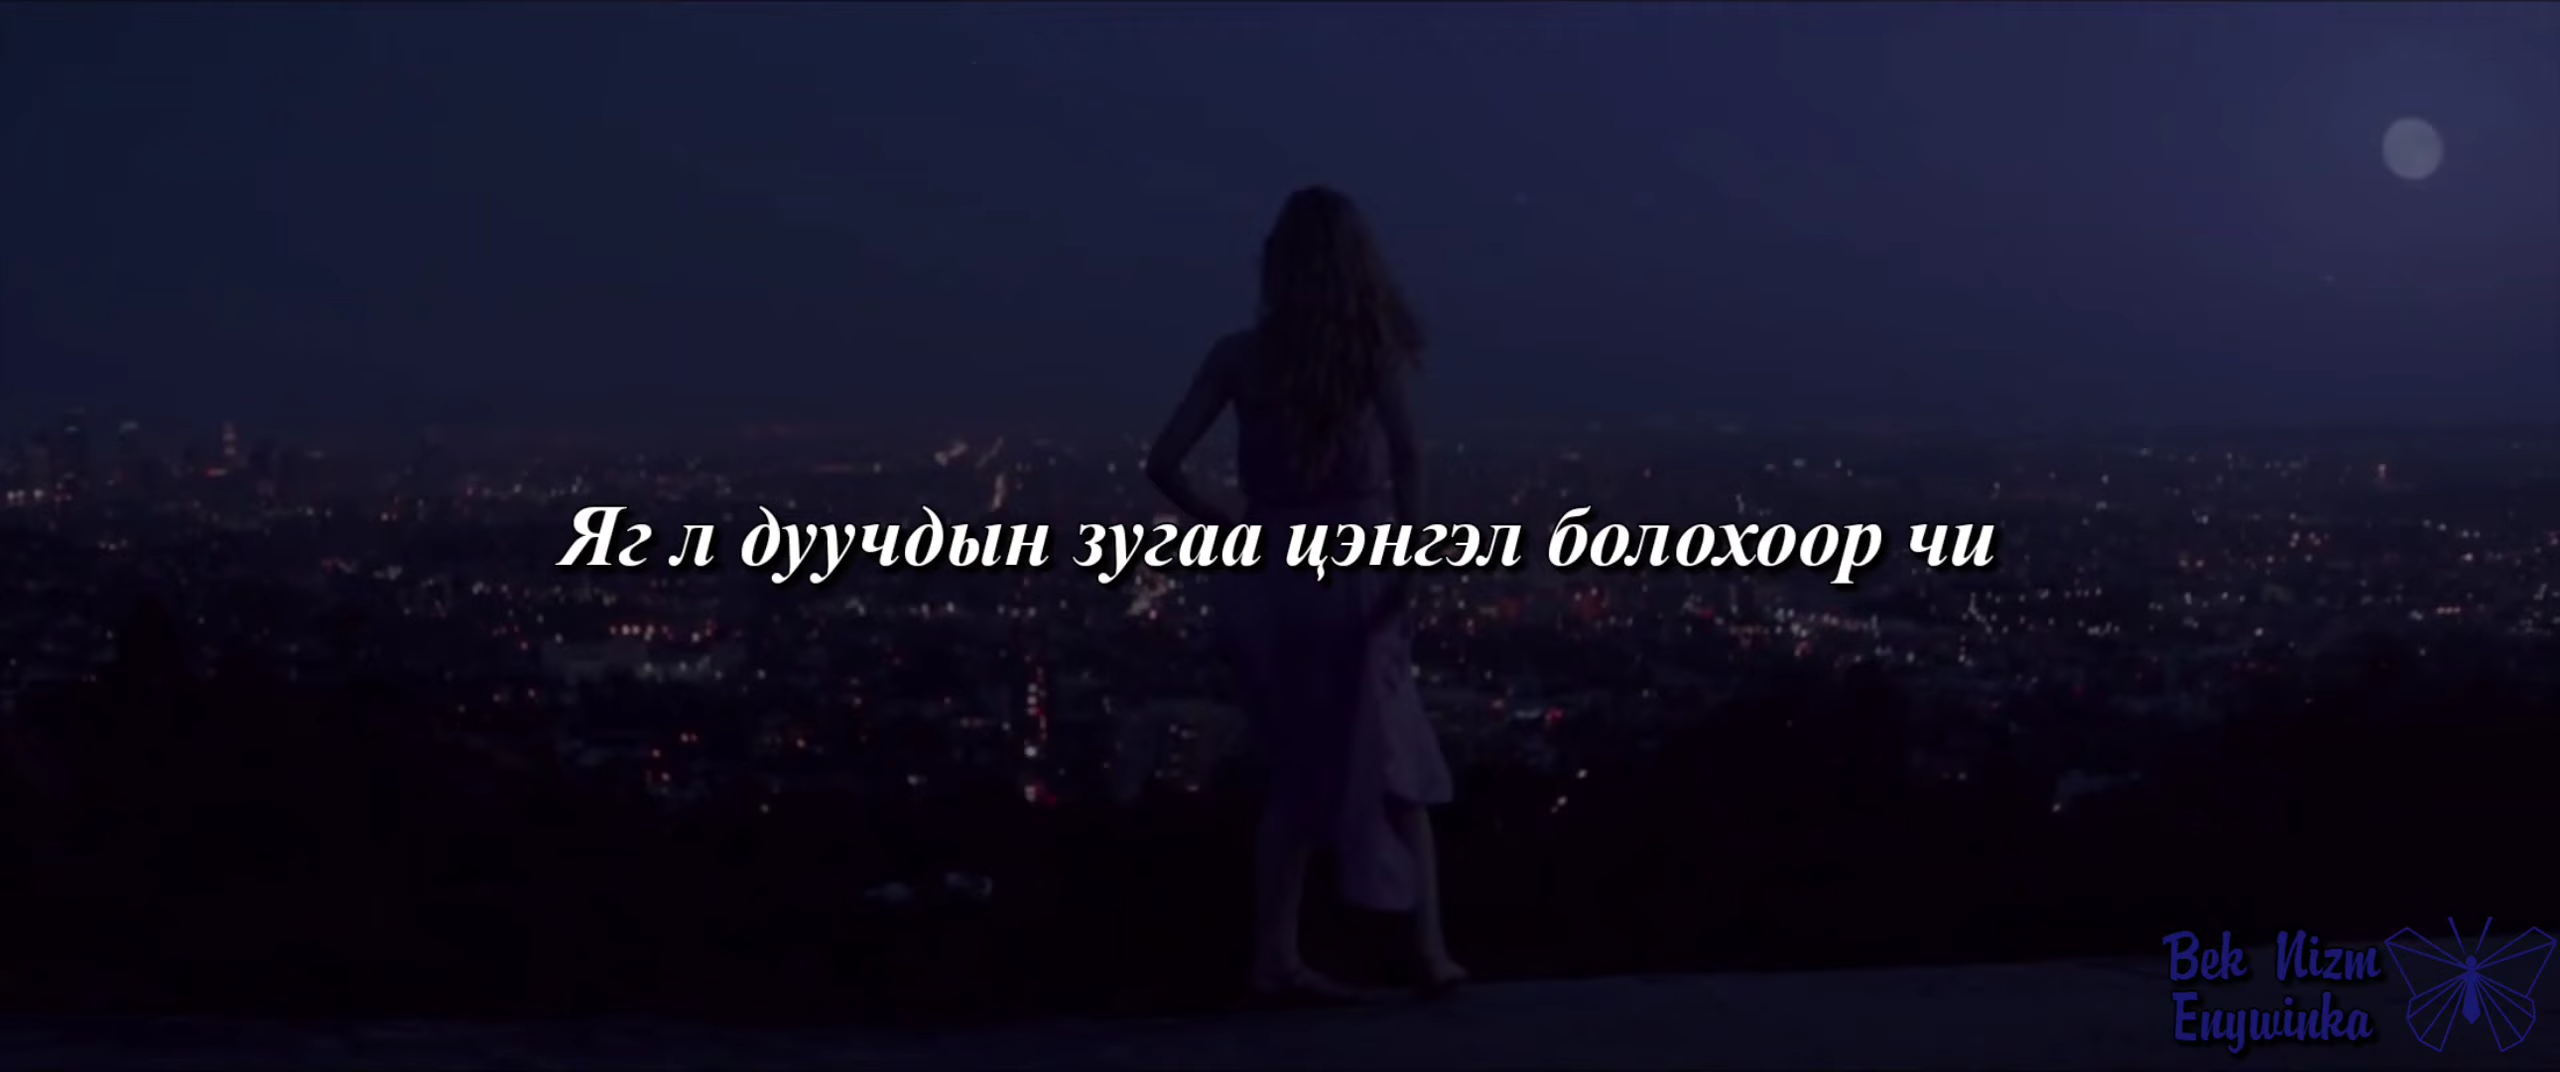 Яг л дуучдын зугаа цэнгэл болохоор чи
Bek Nizm
Enywinka